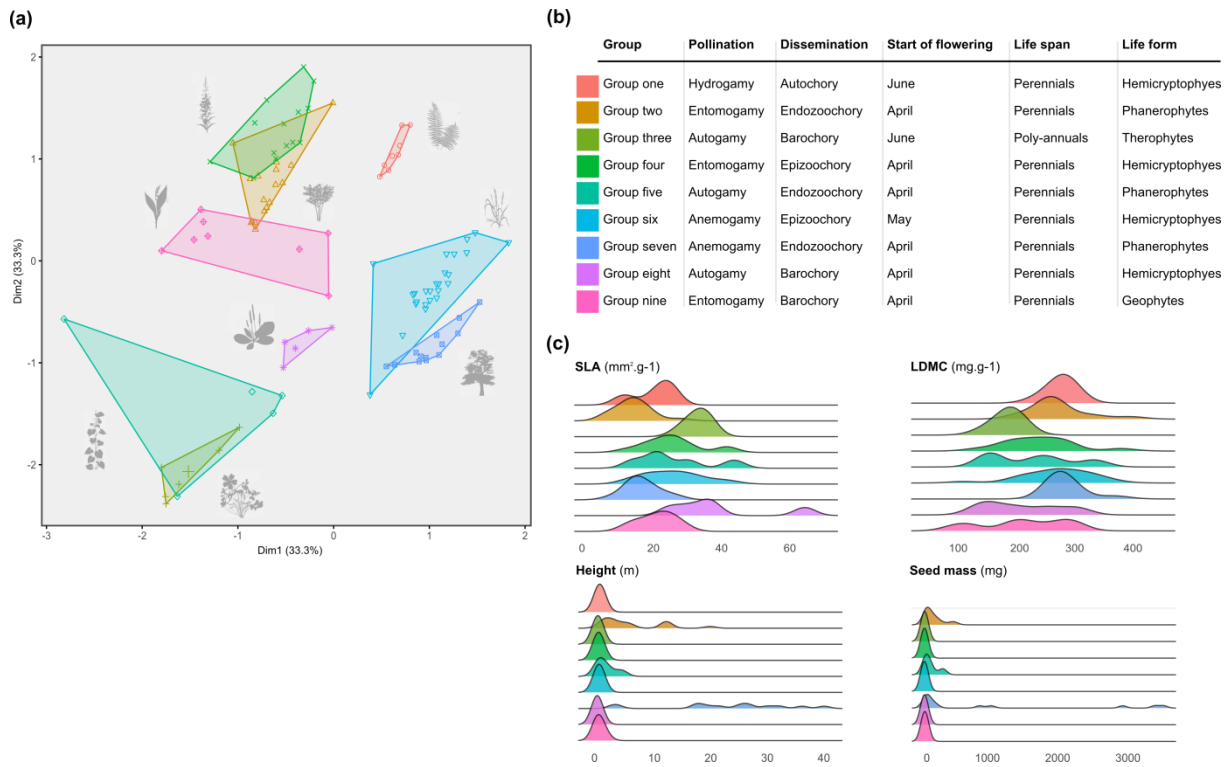 (a)
2
1
0
-1
-2
Dim2 (33.3%)
-3
-2
-1
0
1
2
Dim1 (33.3%)
(b)
Group Pollination Dissemination Start of flowering Life span Life form
Group one Hydrogamy Autochory June Perennials Hemicryptophyes
Group two Entomogamy Endozoochory April Perennials Phanerophytes
Group three Autogamy Barochory June Poly-annuals Therophytes
Group four Entomogamy Epizoochory April Perennials Hemicryptophyes
Group five Autogamy Endozoochory April Perennials Phanerophytes
Group six Anemogamy Epizoochory May Perennials Hemicryptophyes
Group seven Anemogamy Endozoochory April Perennials Phanerophytes
Group eight Autogamy Barochory April Perennials Hemicryptophyes
Group nine Entomogamy Barochory April Perennials Geophytes
(c)
SLA (mm².g-1)
0 20 40 60
LDMC (mg.g-1)
100 200 300 400
Height (m)
0 10 20 30 40
Seed mass (mg)
0 1000 2000 3000